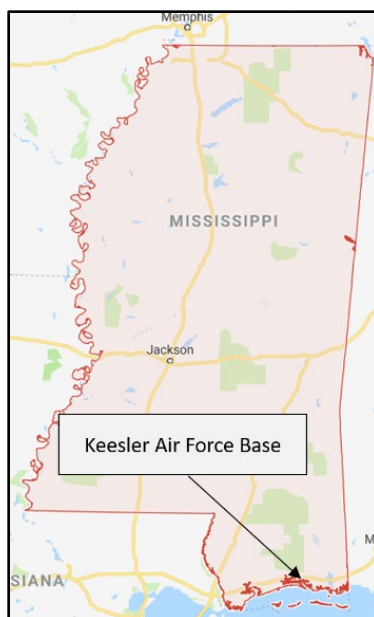 Memphis
MISSISSIPPI
Jackson
Keesler Air Force Base
M
SIANA